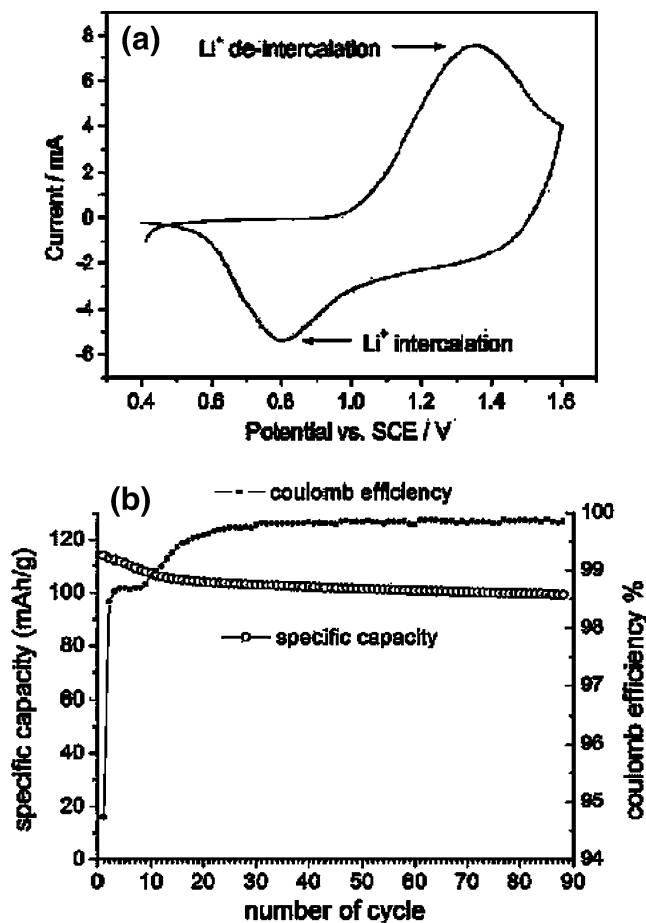 (a)
Li⁺ de-intercalation
8
6
4
2
0
-2
-4
-6
Current / mA
Li⁺ intercalation
0.4 0.6 0.8 1.0 1.2 1.4 1.6
Potential vs. SCE / V
(b)
coulomb efficiency
120
100
80
60
40
20
0
specific capacity (mAh/g)
specific capacity
100
99
98
97
96
95
94
coulomb efficiency %
0 10 20 30 40 50 60 70 80 90
number of cycle